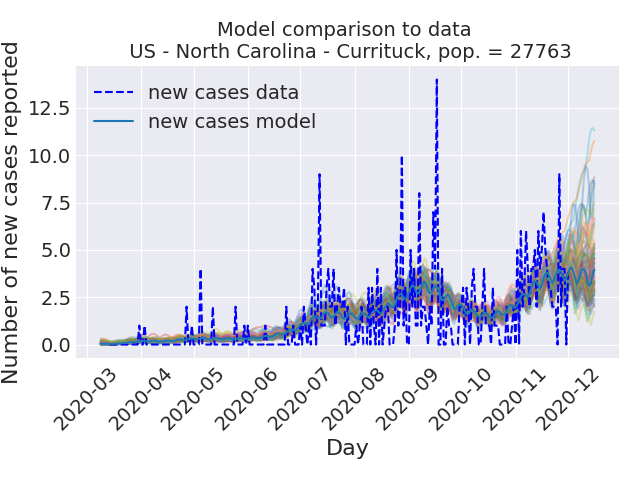 Model comparison to data
US - North Carolina - Currituck, pop. = 27763
Number of new cases reported
12.5
10.0
7.5
5.0
2.5
0.0
new cases data
new cases model
2020-03
2020-04
2020-05
2020-06
2020-07
2020-08
2020-09
2020-10
2020-11
2020-12
Day